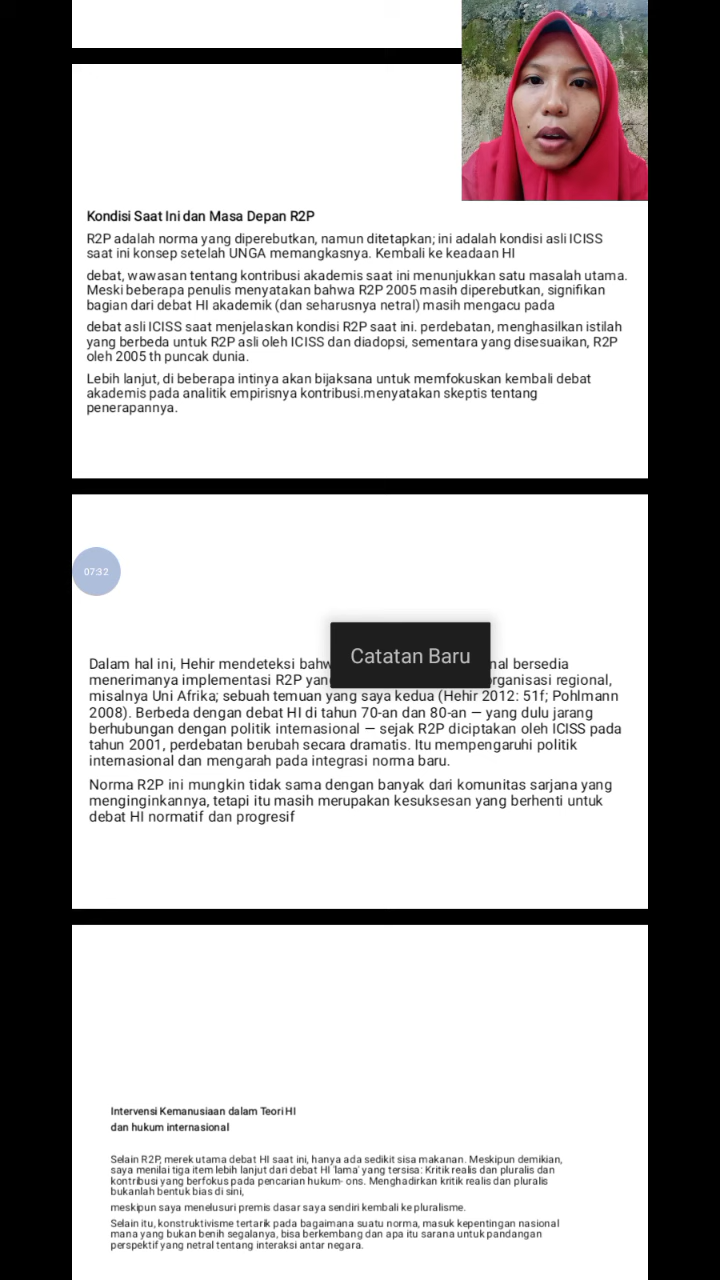 Kondisi Saat Ini dan Masa Depan R2P
R2P adalah norma yang diperebutkan, namun ditetapkan; ini adalah kondisi asli ICISS
saat ini konsep setelah UNGA memangkasnya. Kembali ke keadaan HI
debat, wawasan tentang kontribusi akademis saat ini menunjukkan satu masalah utama.
Meski beberapa penulis menyatakan bahwa R2P 2005 masih diperebutkan, signifikan
bagian dari debat HI akademik (dan seharusnya netral) masih mengacu pada
debat asli ICISS saat menjelaskan kondisi R2P saat ini. perdebatan, menghasilkan istilah
yang berbeda untuk R2P asli oleh ICISS dan diadopsi, sementara yang disesuaikan, R2P
oleh 2005 th puncak dunia.
Lebih lanjut, di beberapa intinya akan bijaksana untuk memfokuskan kembali debat
akademis pada analitik empirisnya kontribusi.menyatakan skeptis tentang
penerapannya.
07:32
Catatan Baru
Dalam hal ini, Hehir mendeteksi nal bersedia
menerimanya implementasi R2P organisasi regional,
misalnya Uni Afrika; sebuah temuan yang saya kedua (Hehir 2012: 51f; Pohlmann
2008). Berbeda dengan debat HI di tahun 70-an dan 80-an — yang dulu jarang
berhubungan dengan politik internasional — sejak R2P diciptakan oleh ICISS pada
tahun 2001, perdebatan berubah secara dramatis. Itu mempengaruhi politik
internasional dan mengarah pada integrasi norma baru.
Norma R2P ini mungkin tidak sama dengan banyak dari komunitas sarjana yang
menginginkannya, tetapi itu masih merupakan kesuksesan yang berhenti untuk
debat HI normatif dan progresif
Intervensi Kemanusiaan dalam Teori HI
dan hukum internasional
Selain R2P, merek utama debat HI saat ini, hanya ada sedikit sisa makanan. Meskipun demikian,
saya menilai tiga item lebih lanjut dari debat HI 'lama' yang tersisa: Kritik realis dan pluralis dan
kontribusi yang berfokus pada pencarian hukum- ons. Menghadirkan kritik realis dan pluralis
bukanlah bentuk bias di sini,
meskipun saya menelusuri premis dasar saya sendiri kembali ke pluralisme.
Selain itu, konstruktivisme tertarik pada bagaimana suatu norma, masuk kepentingan nasional
mana yang bukan benih segalanya, bisa berkembang dan apa itu sarana untuk pandangan
perspektif yang netral tentang interaksi antar negara.